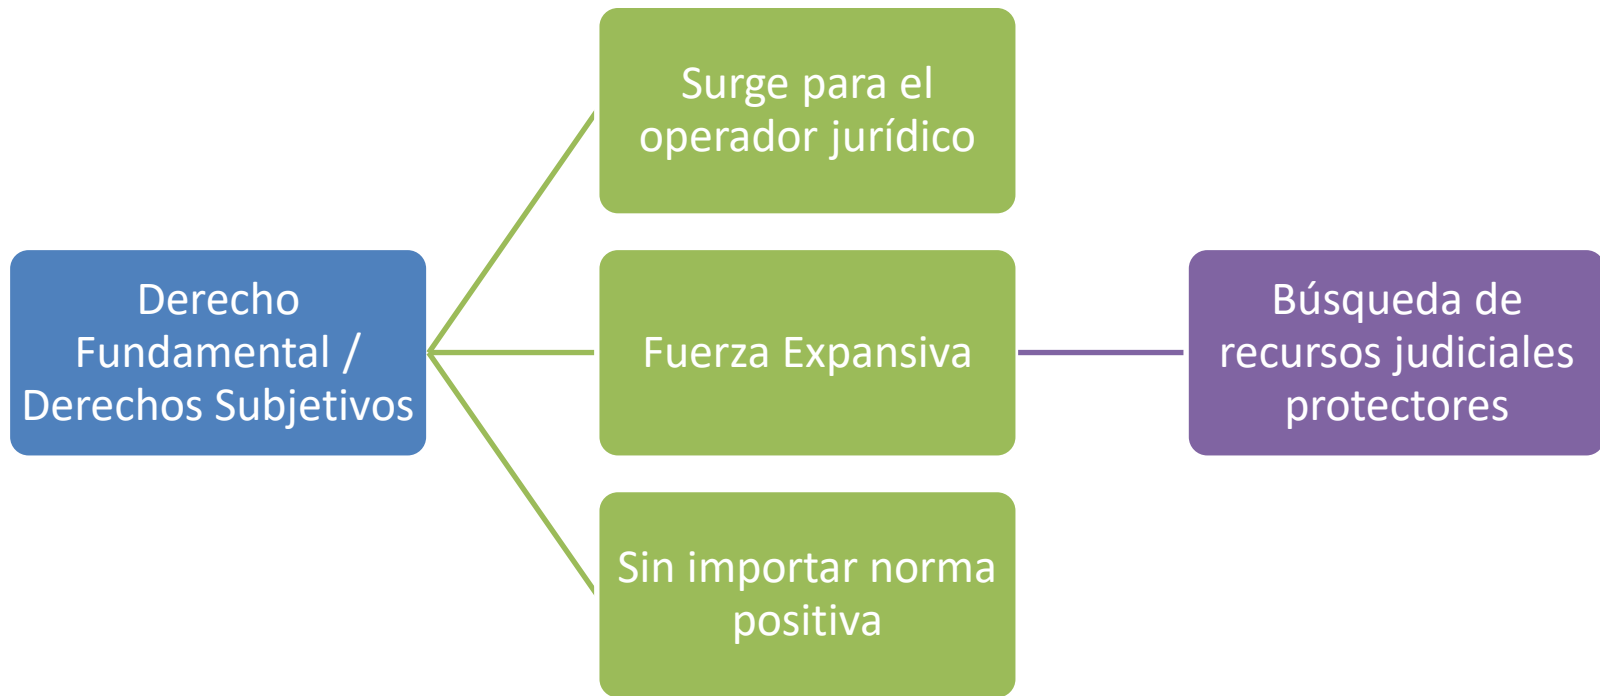 Derecho
Fundamental /
Derechos Subjetivos
Surge para el
operador jurídico
Fuerza Expansiva
Sin importar norma
positiva
Búsqueda de
recursos judiciales
protectores